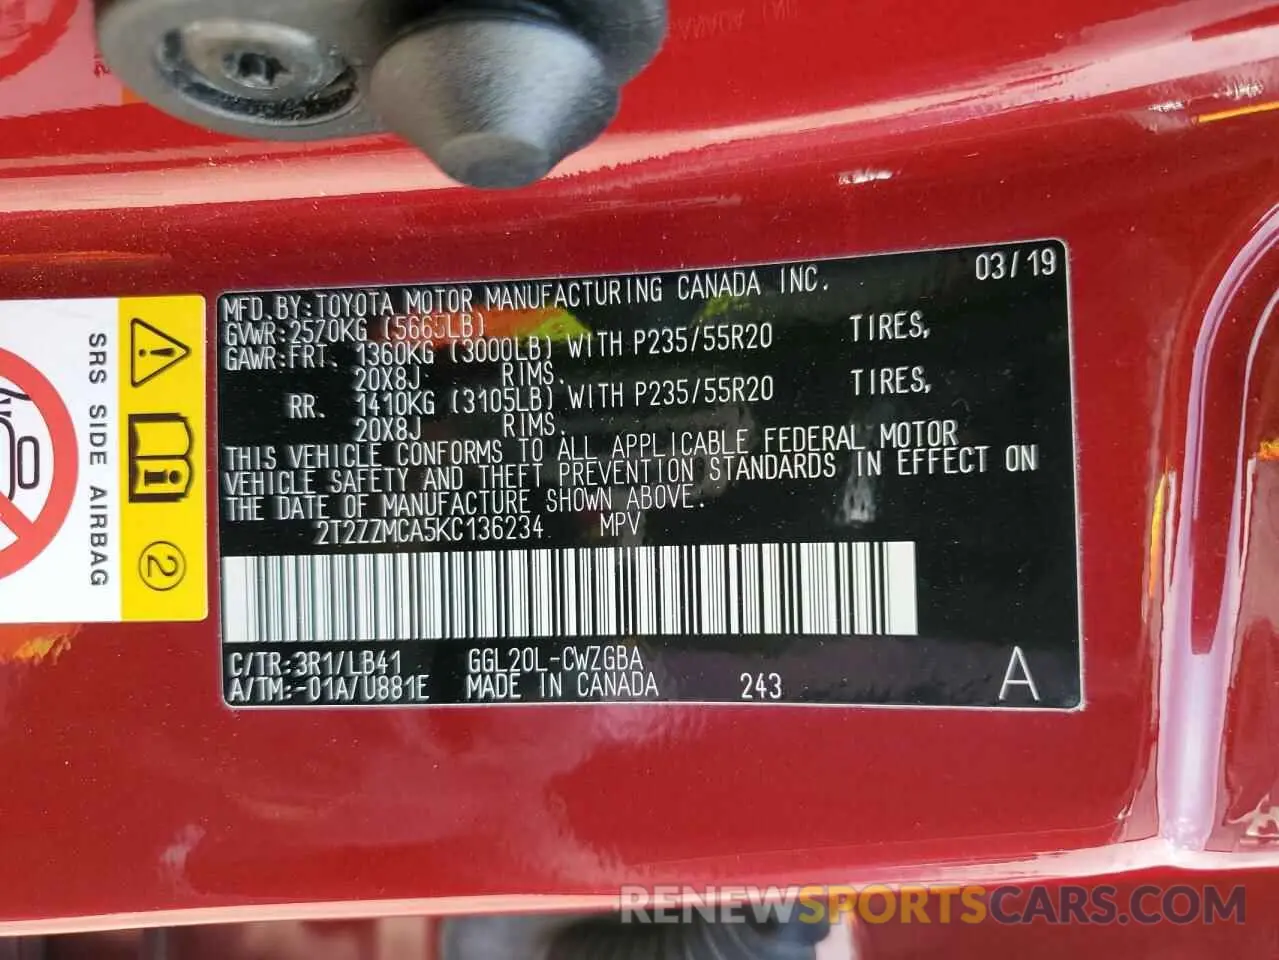 03/19
MFD.BY:TOYOTA MOTOR MANUFACTURING CANADA INC.
GVWR:2570KG (5665LB)
GAWR:FRT. 1360KG (3000LB) WITH P235/55R20 TIRES,
20X8J RIMS.
RR. 1410KG (3105LB) WITH P235/55R20 TIRES,
20X8J RIMS.
THIS VEHICLE CONFORMS TO ALL APPLICABLE FEDERAL MOTOR
VEHICLE SAFETY AND THEFT PREVENTION STANDARDS IN EFFECT ON
THE DATE OF MANUFACTURE SHOWN ABOVE.
2T2ZZMCA5KC136234 MPV
C/TR:3R1/LB41 GGL20L-CWZGBA
A/TM:-01A/U881E MADE IN CANADA 243
A
SRS SIDE AIRBAG
2
RENEWSPORTSCARS.COM